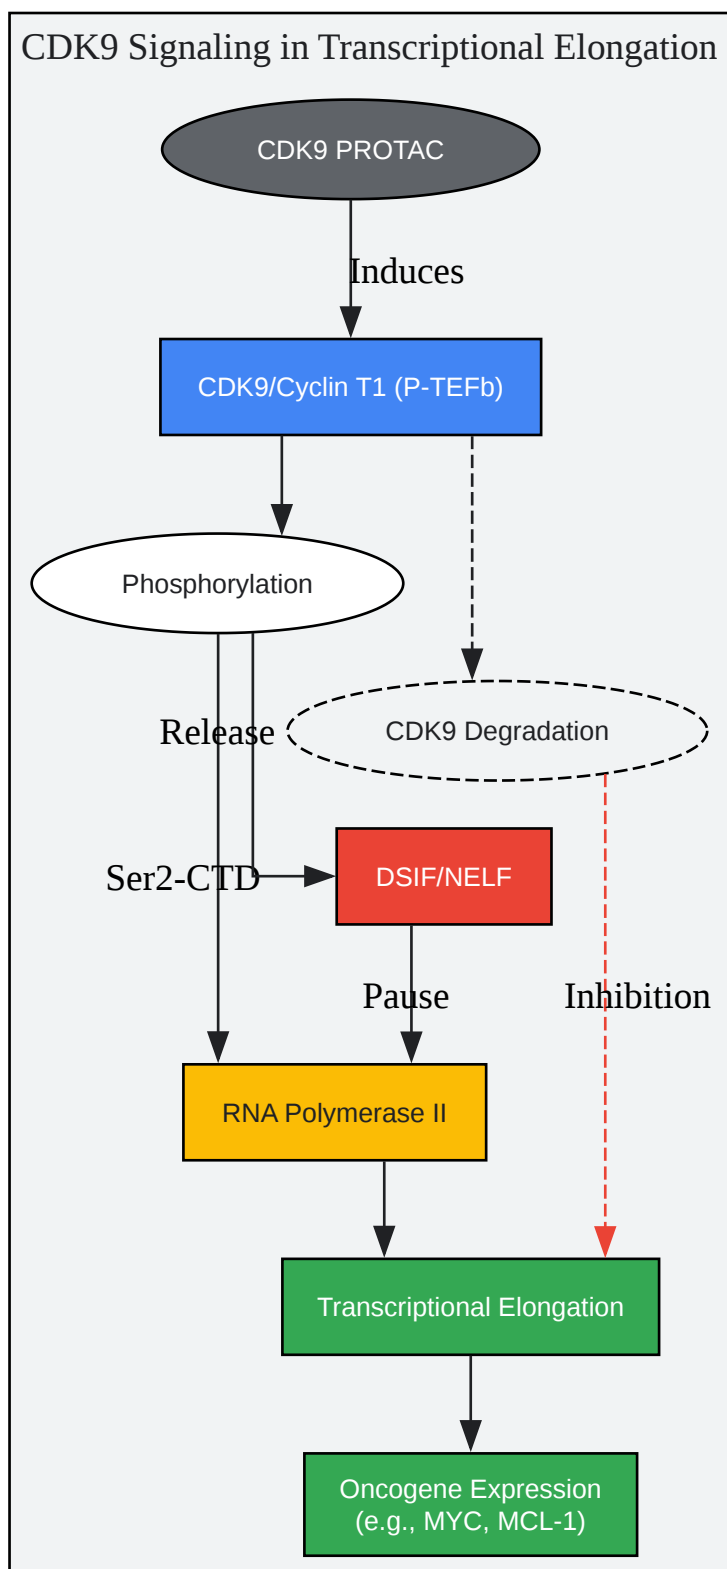 CDK9 Signaling in Transcriptional Elongation
CDK9 PROTAC
Induces
CDK9/Cyclin T1 (P-TEFb)
Phosphorylation
Release
CDK9 Degradation
Ser2-CTD
DSIF/NELF
Pause
Inhibition
RNA Polymerase II
Transcriptional Elongation
Oncogene Expression
(e.g., MYC, MCL-1)